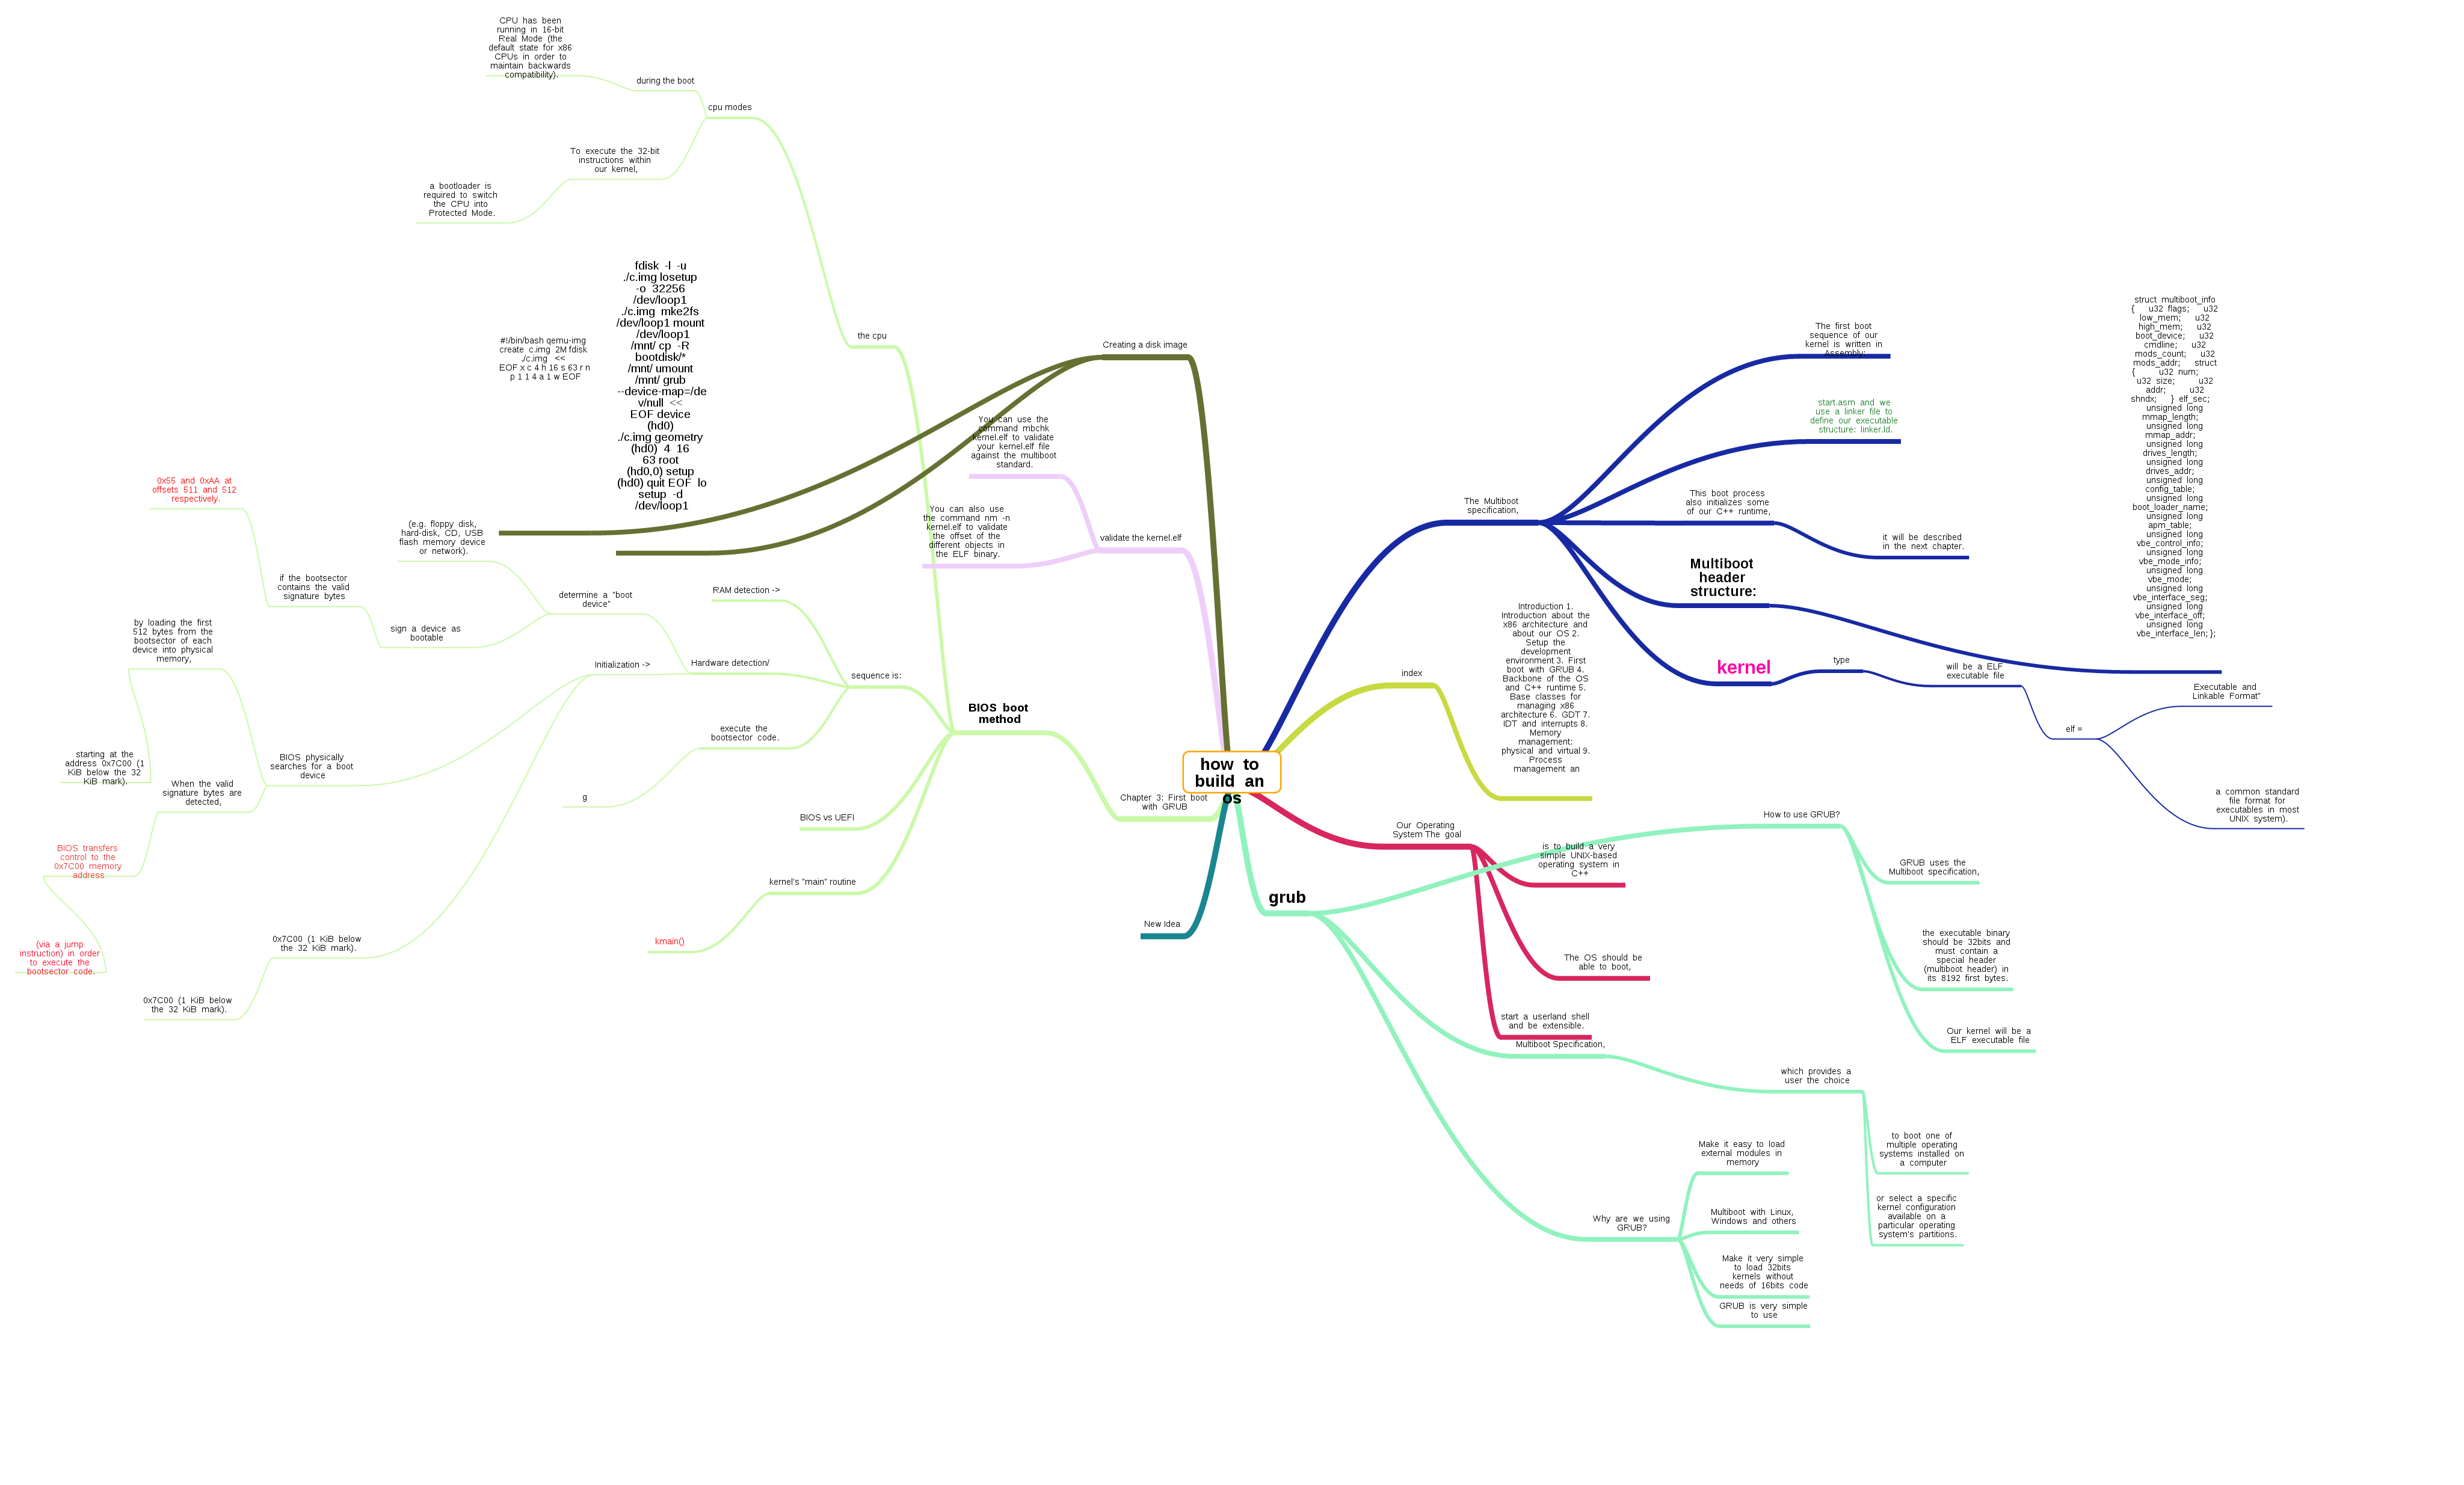 how to
build an
os
Creating a disk image
#!/bin/bash qemu-img
create c.img 2M fdisk
./c.img <<
EOF x c 4 h 16 s 63 r n
p 1 1 4 a 1 w EOF
fdisk -l -u
./c.img losetup
-o 32256
/dev/loop1
./c.img mke2fs
/dev/loop1 mount
/dev/loop1
/mnt/ cp -R
bootdisk/*
/mnt/ umount
/mnt/ grub
--device-map=/de
v/null <<
EOF device
(hd0)
./c.img geometry
(hd0) 4 16
63 root
(hd0,0) setup
(hd0) quit EOF lo
setup -d
/dev/loop1
validate the kernel.elf
You can use the
command mbchk
kernel.elf to validate
your kernel.elf file
against the multiboot
standard.
You can also use
the command nm -n
kernel.elf to validate
the offset of the
different objects in
the ELF binary.
Chapter 3: First boot
with GRUB
BIOS boot
method
the cpu
cpu modes
during the boot
CPU has been
running in 16-bit
Real Mode (the
default state for x86
CPUs in order to
maintain backwards
compatibility).
To execute the 32-bit
instructions within
our kernel,
a bootloader is
required to switch
the CPU into
Protected Mode.
sequence is:
RAM detection ->
Hardware detection/
determine a "boot
device"
(e.g. floppy disk,
hard-disk, CD, USB
flash memory device
or network).
sign a device as
bootable
if the bootsector
contains the valid
signature bytes
0x55 and 0xAA at
offsets 511 and 512
respectively.
Initialization ->
BIOS physically
searches for a boot
device
by loading the first
512 bytes from the
bootsector of each
device into physical
memory,
starting at the
address 0x7C00 (1
KiB below the 32
KiB mark).
When the valid
signature bytes are
detected,
BIOS transfers
control to the
0x7C00 memory
address
(via a jump
instruction) in order
to execute the
bootsector code.
0x7C00 (1 KiB below
the 32 KiB mark).
0x7C00 (1 KiB below
the 32 KiB mark).
execute the
bootsector code.
g
BIOS vs UEFI
kernel's "main" routine
kmain()
New Idea
The Multiboot
specification,
The first boot
sequence of our
kernel is written in
Assembly:
start.asm and we
use a linker file to
define our executable
structure: linker.ld.
This boot process
also initializes some
of our C++ runtime,
it will be described
in the next chapter.
Multiboot
header
structure:
struct multiboot_info
{ u32 flags; u32
low_mem; u32
high_mem; u32
boot_device; u32
cmdline; u32
mods_count; u32
mods_addr; struct
{ u32 num;
u32 size; u32
addr; u32
shndx; } elf_sec;
unsigned long
mmap_length;
unsigned long
mmap_addr;
unsigned long
drives_length;
unsigned long
drives_addr;
unsigned long
config_table;
unsigned long
boot_loader_name;
unsigned long
apm_table;
unsigned long
vbe_control_info;
unsigned long
vbe_mode_info;
unsigned long
vbe_mode;
unsigned long
vbe_interface_seg;
unsigned long
vbe_interface_off;
unsigned long
vbe_interface_len; };
kernel
type
will be a ELF
executable file
elf =
Executable and
Linkable Format"
a common standard
file format for
executables in most
UNIX system).
index
Introduction 1.
Introduction about the
x86 architecture and
about our OS 2.
Setup the
development
environment 3. First
boot with GRUB 4.
Backbone of the OS
and C++ runtime 5.
Base classes for
managing x86
architecture 6. GDT 7.
IDT and interrupts 8.
Memory
management:
physical and virtual 9.
Process
management an
Our Operating
System The goal
is to build a very
simple UNIX-based
operating system in
C++
The OS should be
able to boot,
start a userland shell
and be extensible.
grub
How to use GRUB?
GRUB uses the
Multiboot specification,
the executable binary
should be 32bits and
must contain a
special header
(multiboot header) in
its 8192 first bytes.
Our kernel will be a
ELF executable file
Multiboot Specification,
which provides a
user the choice
to boot one of
multiple operating
systems installed on
a computer
or select a specific
kernel configuration
available on a
particular operating
system's partitions.
Why are we using
GRUB?
Make it easy to load
external modules in
memory
Multiboot with Linux,
Windows and others
Make it very simple
to load 32bits
kernels without
needs of 16bits code
GRUB is very simple
to use